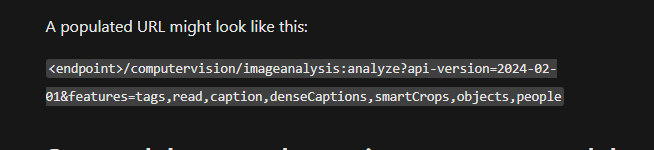 A populated URL might look like this:
<endpoint>/computervision/imageanalysis:analyze?api-version=2024-02-
01&features=tags,read,caption,denseCaptions,smartCrops,objects,people